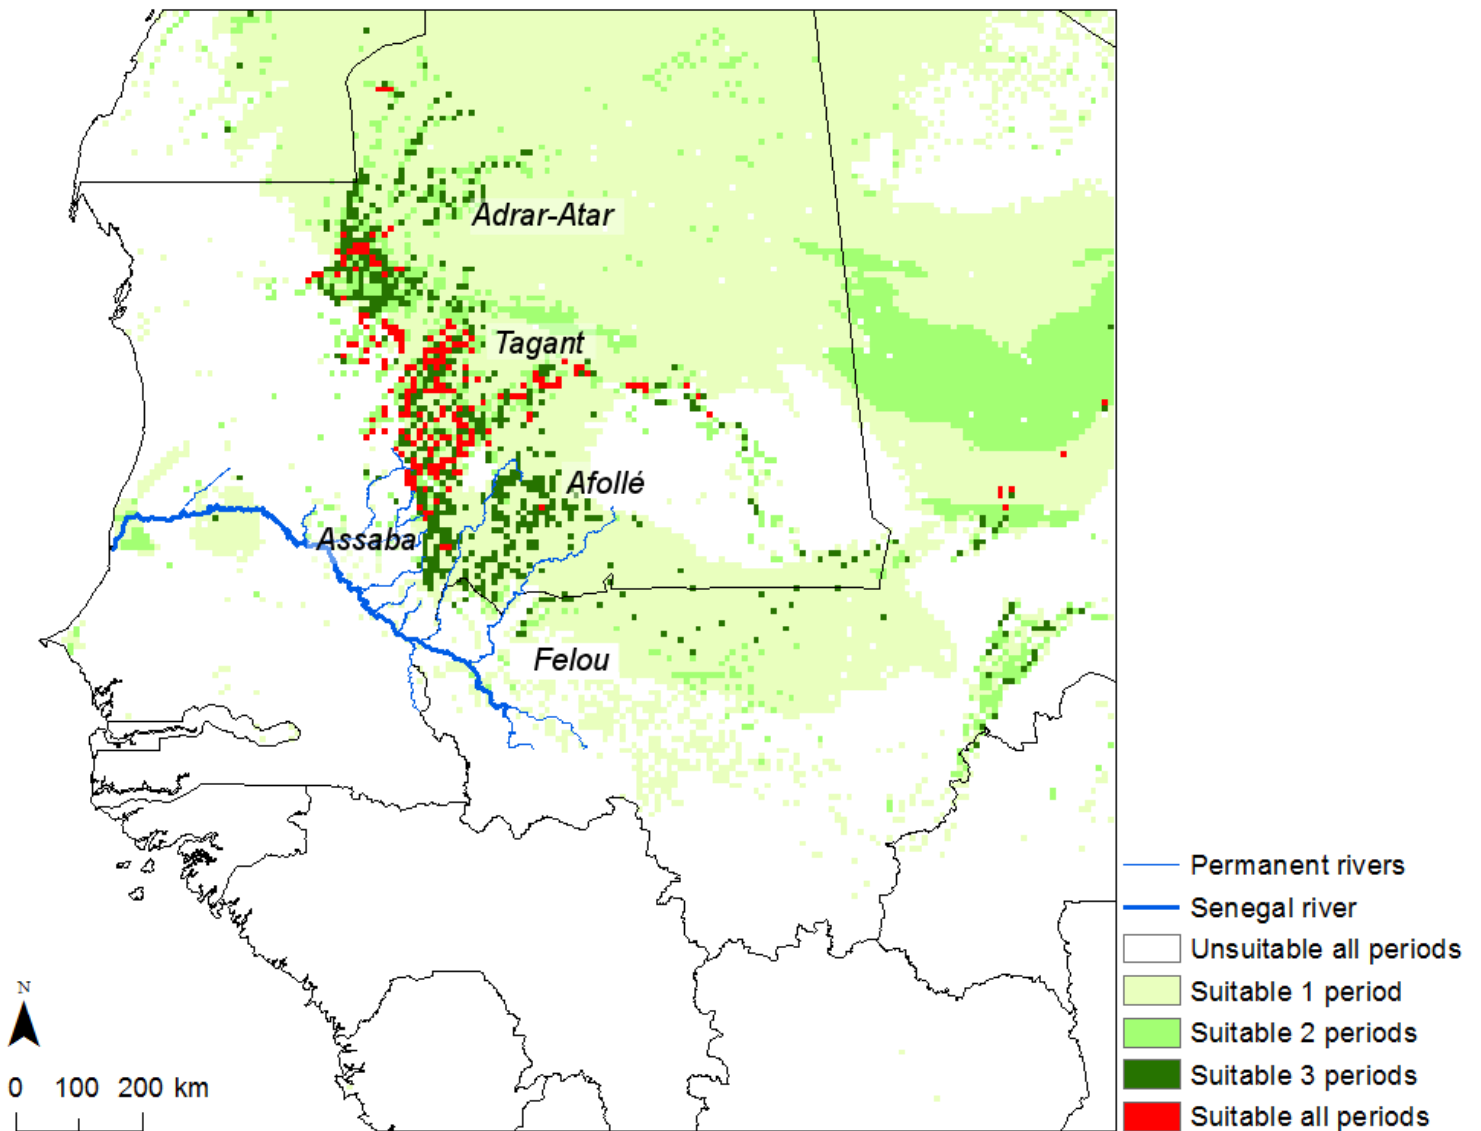 Adrar-Atar
Tagant
Afollé
Assaba
Felou
Permanent rivers
Senegal river
Unsuitable all periods
Suitable 1 period
Suitable 2 periods
Suitable 3 periods
Suitable all periods
N
0 100 200 km